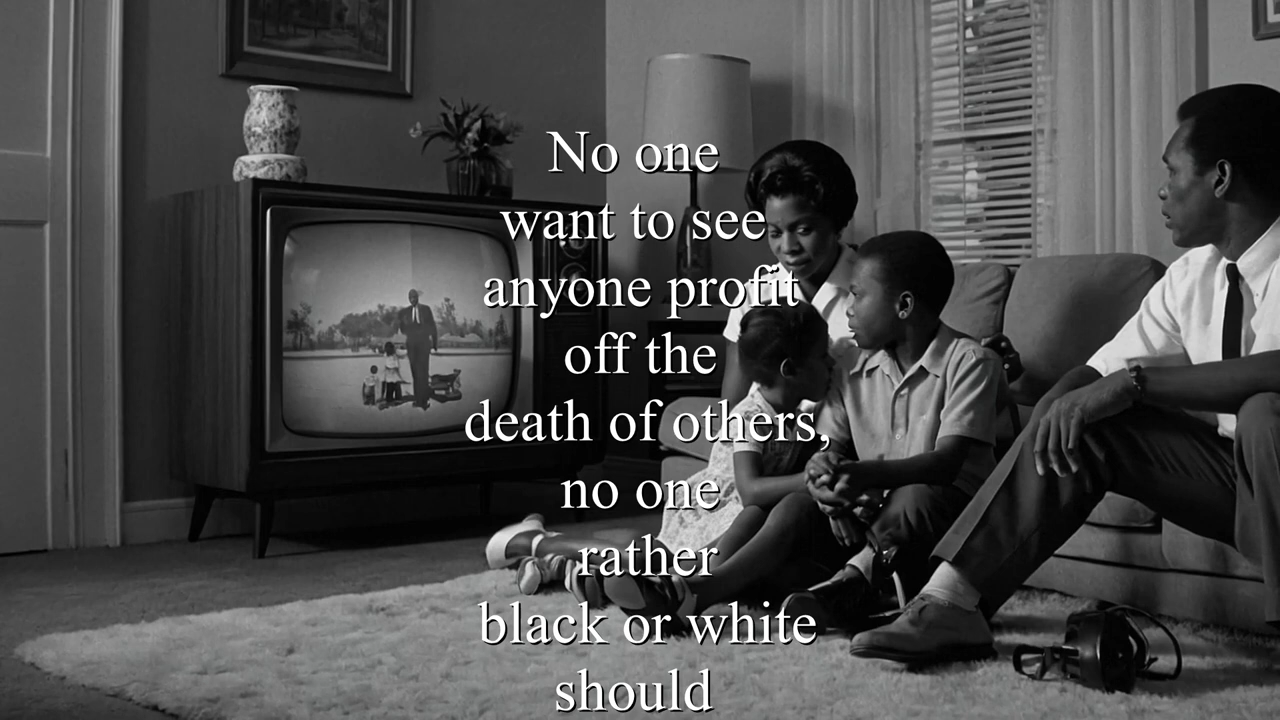 No one
want to see
anyone profit
off the
death of others,
no one
rather
black or white
should